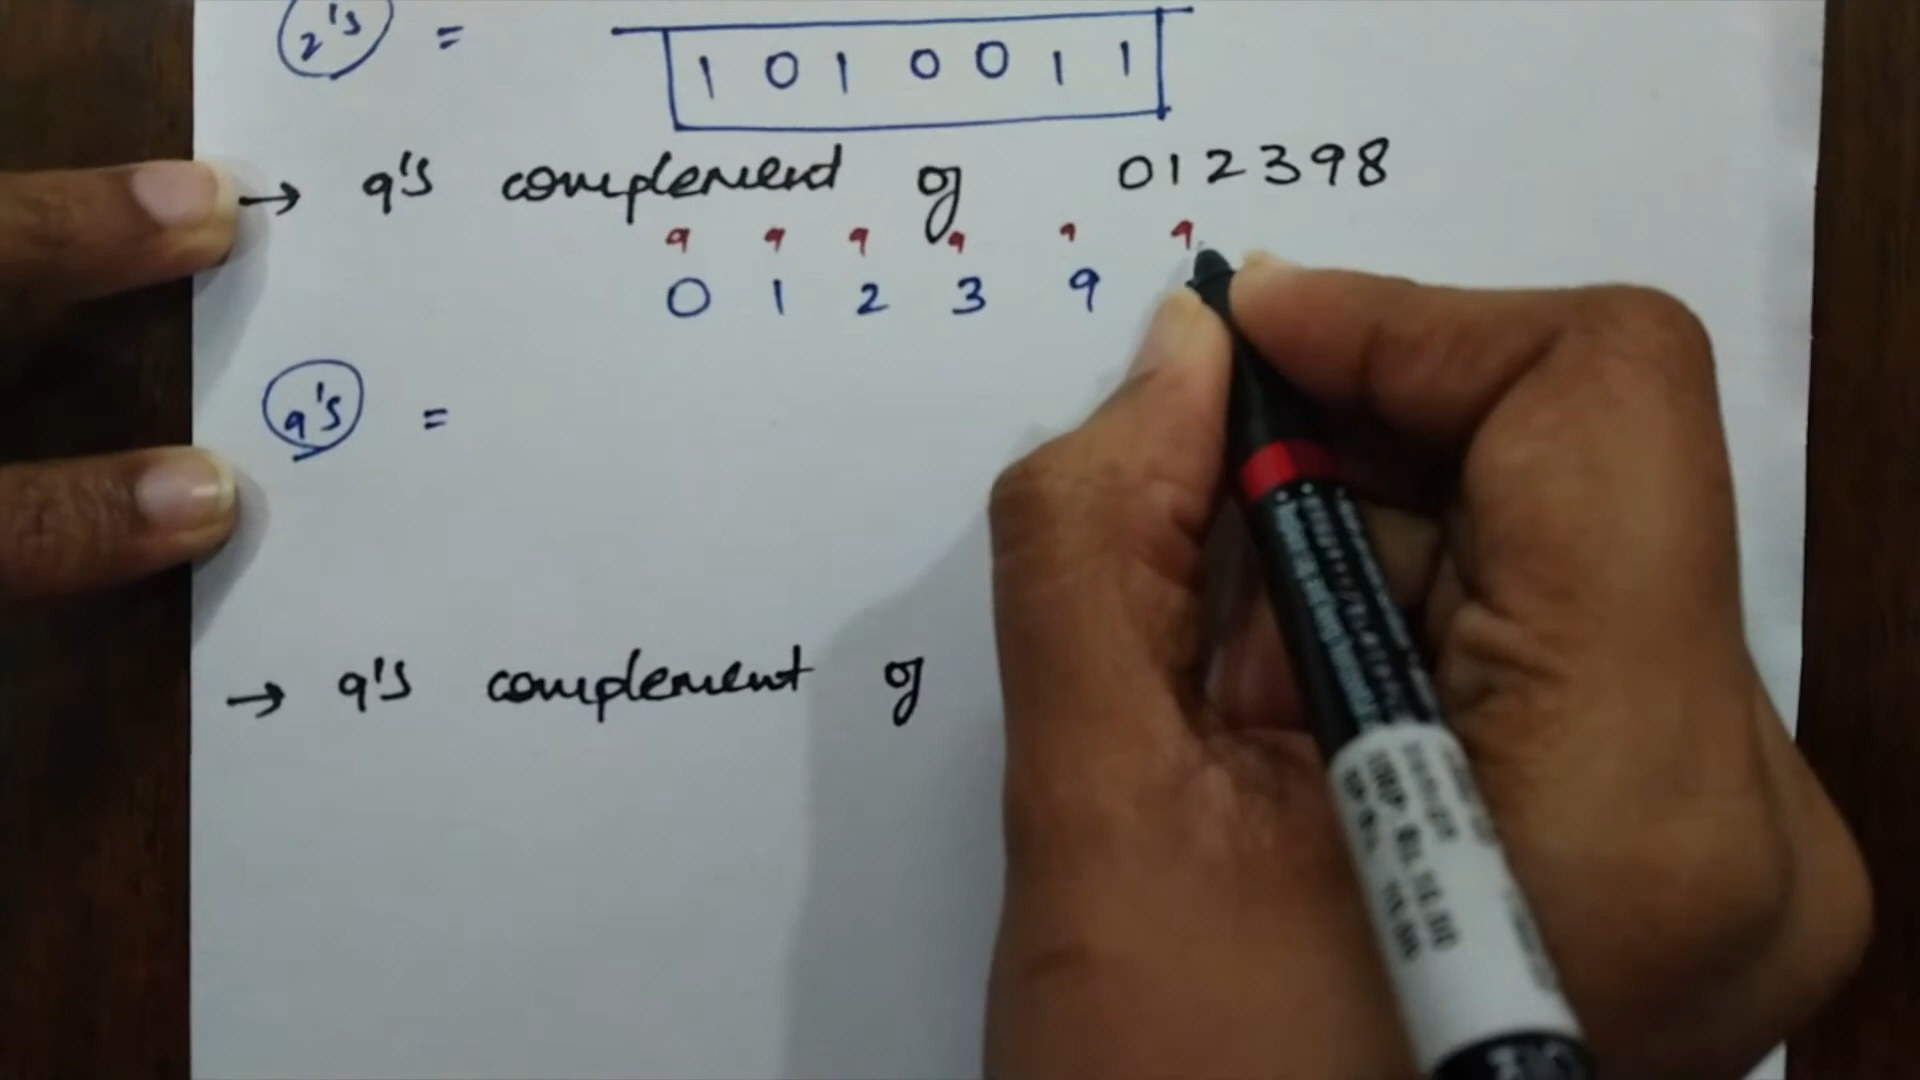 2's = 1 0 1 0 0 1 1
→ 9's complement of 012398
9 9 9 9 9 9
0 1 2 3 9
9's =
→ 9's complement of